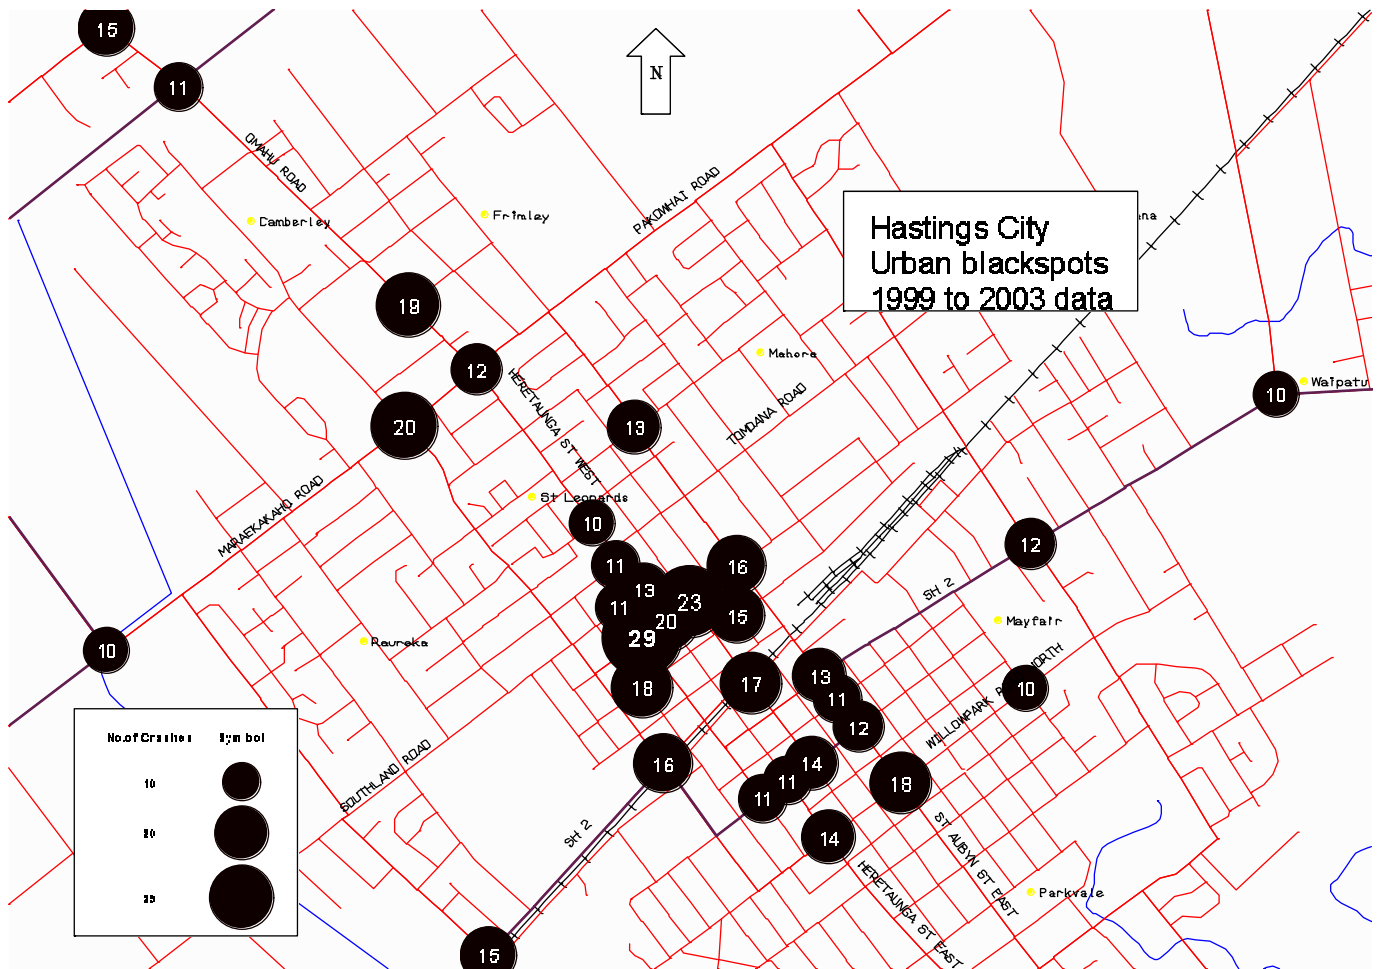 15
11
N
OMAHU ROAD
PAKOWHAI ROAD
Camberley
Frimley
Hastings City
Urban blackspots
1999 to 2003 data
19
12
Mahora
Waipatu
10
HERETAUNGA ST WEST
20
13
TOMOANA ROAD
MARAEKAKAHO ROAD
St Leonards
10
12
11
16
13
23
11
20
15
29
SH 2
Mayfair
Raureka
10
18
17
13
11
10
12
WILLOWPARK
NORTH
16
14
11
11
18
14
SOUTHLAND ROAD
SH 2
ST AUBYN ST EAST
HERETAUNGA ST EAST
Parkvale
15
No.of Crashes
Symbol
10
20